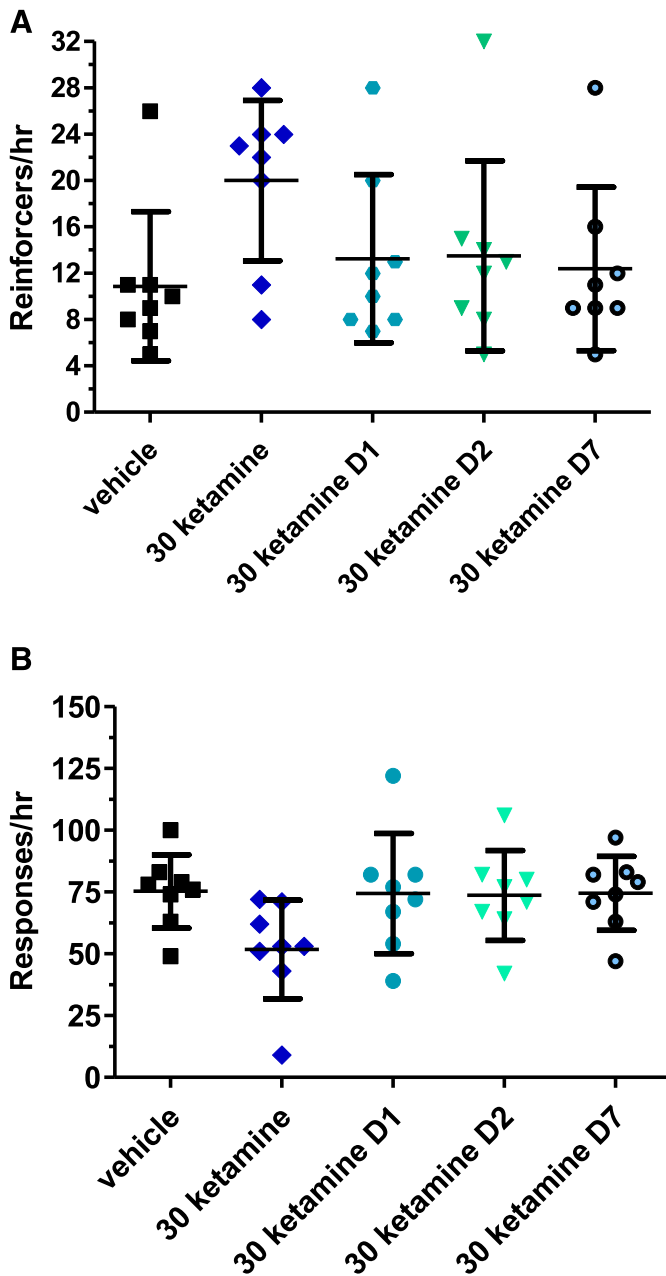 A
Reinforcers/hr
32
28
24
20
16
12
8
4
0
vehicle
30 ketamine
30 ketamine D1
30 ketamine D2
30 ketamine D7
B
Responses/hr
150
125
100
75
50
25
0
vehicle
30 ketamine
30 ketamine D1
30 ketamine D2
30 ketamine D7